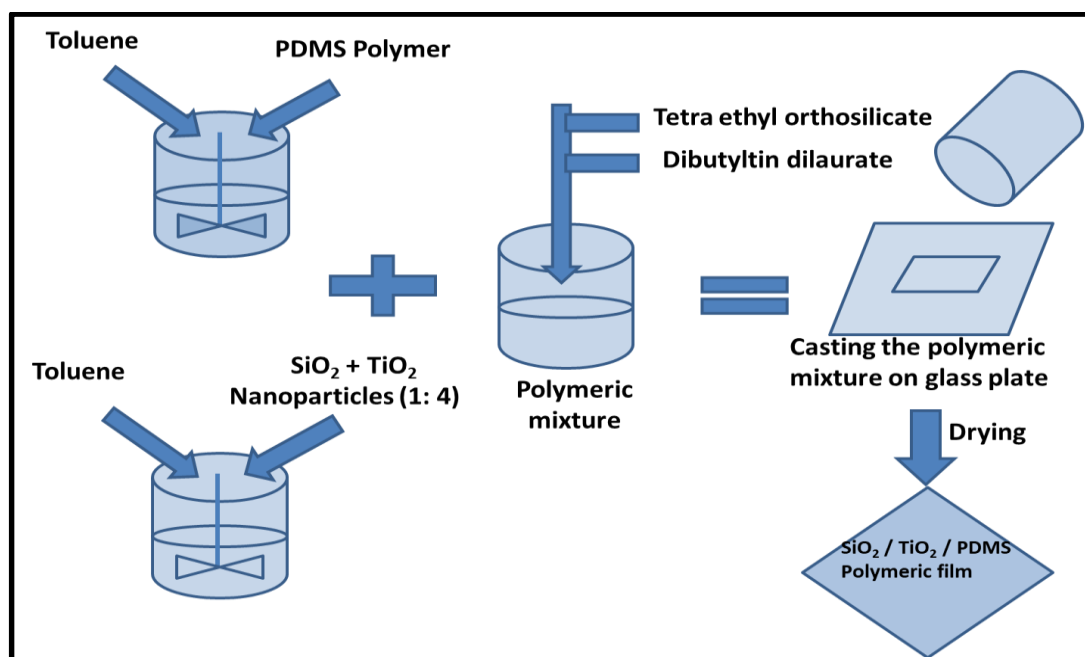 Toluene
PDMS Polymer
Tetra ethyl orthosilicate
Dibutyltin dilaurate
Toluene
SiO₂ + TiO₂
Nanoparticles (1: 4)
Polymeric
mixture
Casting the polymeric
mixture on glass plate
Drying
SiO₂ / TiO₂ / PDMS
Polymeric film